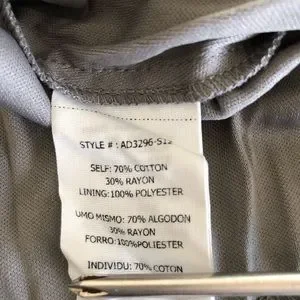 STYLE # : AD3296-S12
SELF: 70% COTTON
30% RAYON
LINING: 100% POLYESTER
UMO MISMO: 70% ALGODON
30% RAYON
FORRO: 100%POLIESTER
INDIVIDU: 70% COTON